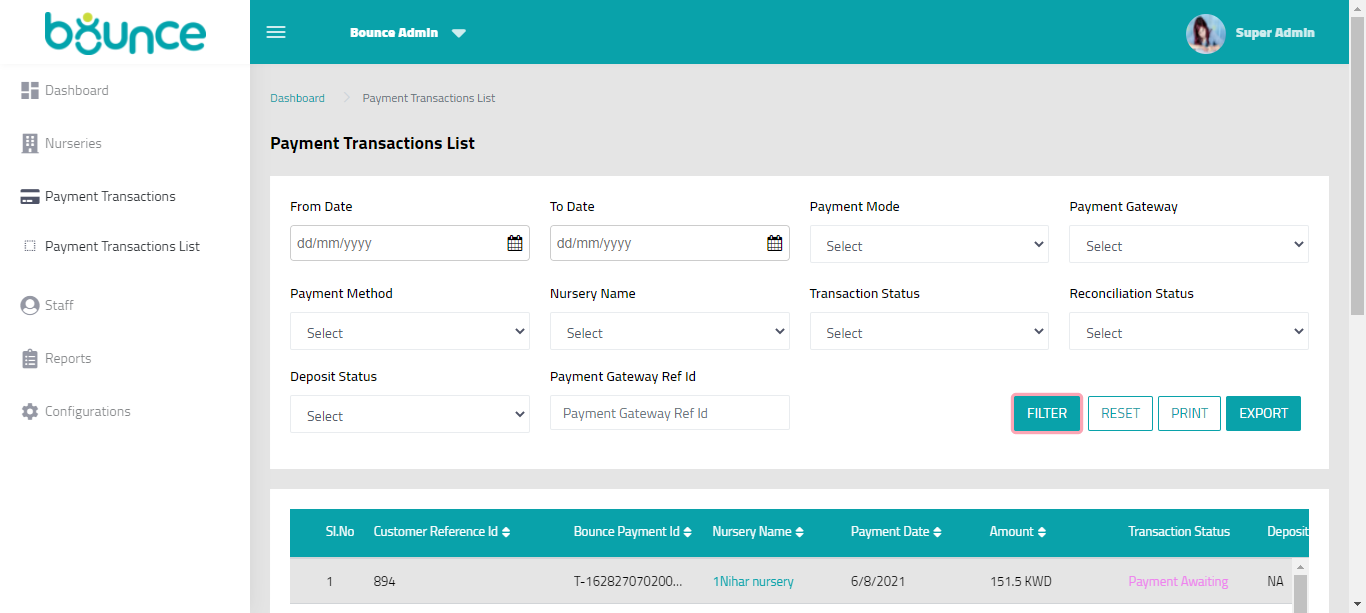 bounce
Bounce Admin
Super Admin
Dashboard
Nurseries
Payment Transactions
Payment Transactions List
Staff
Reports
Configurations
Dashboard Payment Transactions List
Payment Transactions List
From Date To Date Payment Mode Payment Gateway
dd/mm/yyyy dd/mm/yyyy Select Select
Payment Method Nursery Name Transaction Status Reconciliation Status
Select Select Select Select
Deposit Status Payment Gateway Ref Id
Select Payment Gateway Ref Id FILTER RESET PRINT EXPORT
Sl.No Customer Reference Id Bounce Payment Id Nursery Name Payment Date Amount Transaction Status Deposit
1 894 T-162827070200... 1Nihar nursery 6/8/2021 151.5 KWD Payment Awaiting NA